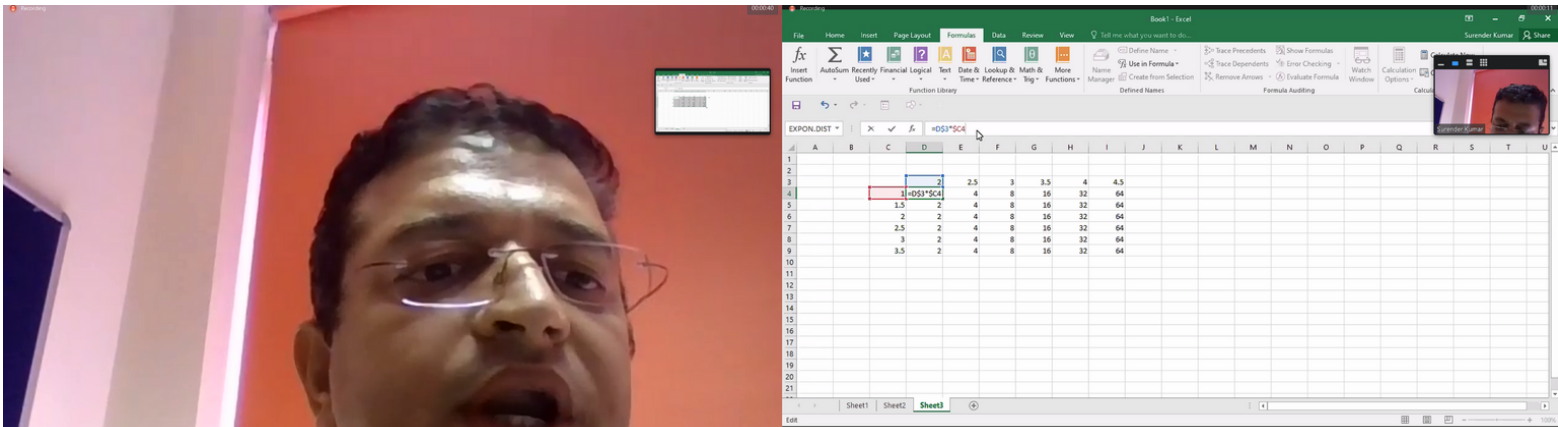 Recording
00:00:40
Recording
00:00:11
Book1 - Excel
File Home Insert Page Layout Formulas Data Review View Tell me what you want to do...
Surender Kumar Share
Insert Function
AutoSum
Recently Used
Financial
Logical
Text
Date & Time
Lookup & Reference
Math & Trig
More Functions
Function Library
Name Manager
Define Name
Use in Formula
Create from Selection
Defined Names
Trace Precedents
Trace Dependents
Remove Arrows
Show Formulas
Error Checking
Evaluate Formula
Formula Auditing
Watch Window
Calculation Options
Surender Kumar
EXPON.DIST fx =D$3*$C4
A B C D E F G H I J K L M N O P Q R S T U
1
2
3 2 2.5 3 3.5 4 4.5
4 1 =D$3*$C4 4 8 16 32 64
5 1.5 2 4 8 16 32 64
6 2 2 4 8 16 32 64
7 2.5 2 4 8 16 32 64
8 3 2 4 8 16 32 64
9 3.5 2 4 8 16 32 64
10
11
12
13
14
15
16
17
18
19
20
21
Sheet1 Sheet2 Sheet3
Edit
100%